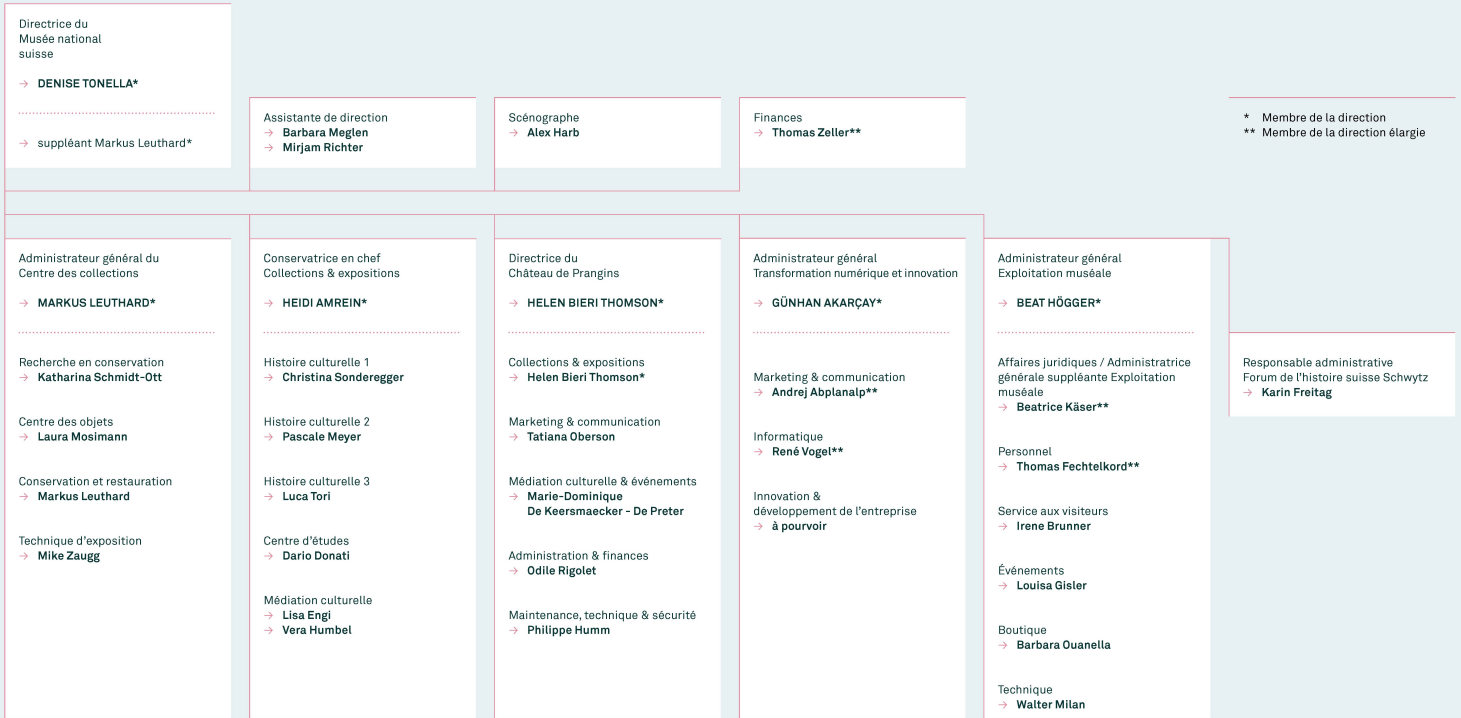 Directrice du
Musée national
suisse
→ DENISE TONELLA*
→ suppléant Markus Leuthard*
Assistante de direction
→ Barbara Meglen
→ Mirjam Richter
Scénographe
→ Alex Harb
Finances
→ Thomas Zeller**
* Membre de la direction
** Membre de la direction élargie
Administrateur général du
Centre des collections
→ MARKUS LEUTHARD*
Recherche en conservation
→ Katharina Schmidt-Ott
Centre des objets
→ Laura Mosimann
Conservation et restauration
→ Markus Leuthard
Technique d'exposition
→ Mike Zaugg
Conservatrice en chef
Collections & expositions
→ HEIDI AMREIN*
Histoire culturelle 1
→ Christina Sonderegger
Histoire culturelle 2
→ Pascale Meyer
Histoire culturelle 3
→ Luca Tori
Centre d'études
→ Dario Donati
Médiation culturelle
→ Lisa Engi
→ Vera Humbel
Directrice du
Château de Prangins
→ HELEN BIERI THOMSON*
Collections & expositions
→ Helen Bieri Thomson*
Marketing & communication
→ Tatiana Oberson
Médiation culturelle & événements
→ Marie-Dominique
De Keersmaecker - De Preter
Administration & finances
→ Odile Rigolet
Maintenance, technique & sécurité
→ Philippe Humm
Administrateur général
Transformation numérique et innovation
→ GÜNHAN AKARÇAY*
Marketing & communication
→ Andrej Abplanalp**
Informatique
→ René Vogel**
Innovation &
développement de l'entreprise
→ à pourvoir
Administrateur général
Exploitation muséale
→ BEAT HÖGGER*
Affaires juridiques / Administratrice
générale suppléante Exploitation
muséale
→ Beatrice Käser**
Personnel
→ Thomas Fechtelkord**
Service aux visiteurs
→ Irene Brunner
Événements
→ Louisa Gisler
Boutique
→ Barbara Ouanella
Technique
→ Walter Milan
Responsable administrative
Forum de l'histoire suisse Schwytz
→ Karin Freitag